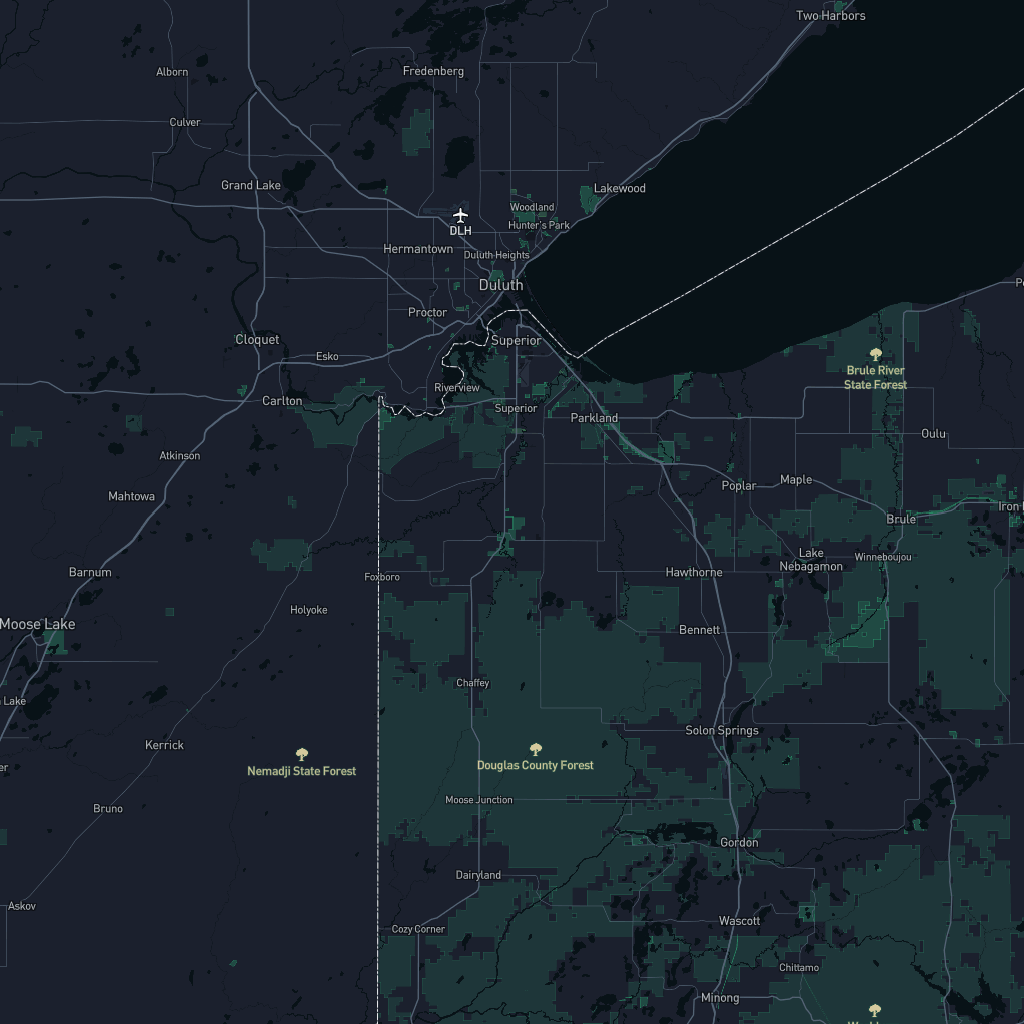 Two Harbors
Alborn
Fredenberg
Culver
Grand Lake
Lakewood
Woodland
Hunter's Park
DLH
Hermantown
Duluth Heights
Duluth
Proctor
Cloquet
Superior
Esko
Brule River
State Forest
Riverview
Carlton
Superior
Parkland
Oulu
Atkinson
Maple
Poplar
Mahtowa
Brule
Lake
Nebagamon
Winneboujou
Barnum
Foxboro
Hawthorne
Holyoke
Moose Lake
Bennett
Chaffey
Lake
Solon Springs
Kerrick
Nemadji State Forest
Douglas County Forest
Moose Junction
Bruno
Gordon
Dairyland
Askov
Wascott
Cozy Corner
Chittamo
Minong